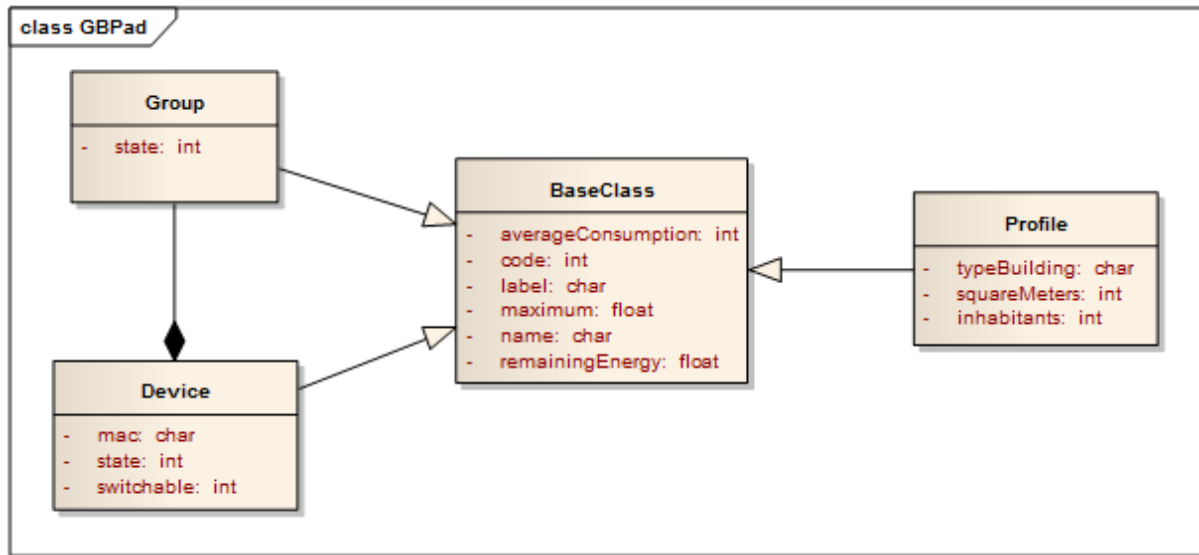 class GBPad
Group
- state: int
BaseClass
- averageConsumption: int
- code: int
- label: char
- maximum: float
- name: char
- remainingEnergy: float
Profile
- typeBuilding: char
- squareMeters: int
- inhabitants: int
Device
- mac: char
- state: int
- switchable: int